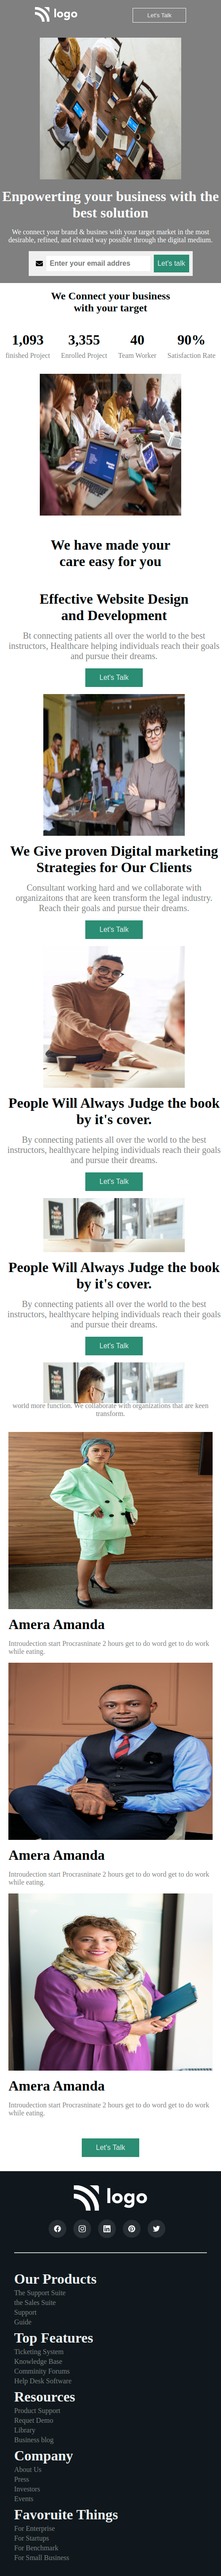 logo
Let's Talk
Enpowerting your business with the
best solution
We connect your brand & busines with your target market in the most
desirable, refined, and elvated way possible through the digital medium.
Enter your email addres
Let's talk
We Connect your business
with your target
1,093
3,355
40
90%
finished Project
Enrolled Project
Team Worker
Satisfaction Rate
We have made your
care easy for you
Effective Website Design
and Development
Bt connecting patients all over the world to the best
instructors, Healthcare helping individuals reach their goals
and pursue their dreams.
Let's Talk
We Give proven Digital marketing
Strategies for Our Clients
Consultant working hard and we collaborate with
organizaitons that are keen transform the legal industry.
Reach their goals and pursue their dreams.
Let's Talk
People Will Always Judge the book
by it's cover.
By connecting patients all over the world to the best
instructors, healthycare helping individuals reach their goals
and pursue their dreams.
Let's Talk
People Will Always Judge the book
by it's cover.
By connecting patients all over the world to the best
instructors, healthycare helping individuals reach their goals
and pursue their dreams.
Let's Talk
world more function. We collaborate with organizations that are keen
transform.
Amera Amanda
Introudection start Procrasninate 2 hours get to do word get to do work
while eating.
Amera Amanda
Introudection start Procrasninate 2 hours get to do word get to do work
while eating.
Amera Amanda
Introudection start Procrasninate 2 hours get to do word get to do work
while eating.
Let's Talk
logo
Our Products
The Support Suite
the Sales Suite
Support
Guide
Top Features
Ticketing System
Knowledge Base
Comminity Forums
Help Desk Software
Resources
Product Support
Requet Demo
Library
Business blog
Company
About Us
Press
Investors
Events
Favoruite Things
For Enterprise
For Startups
For Benchmark
For Small Business